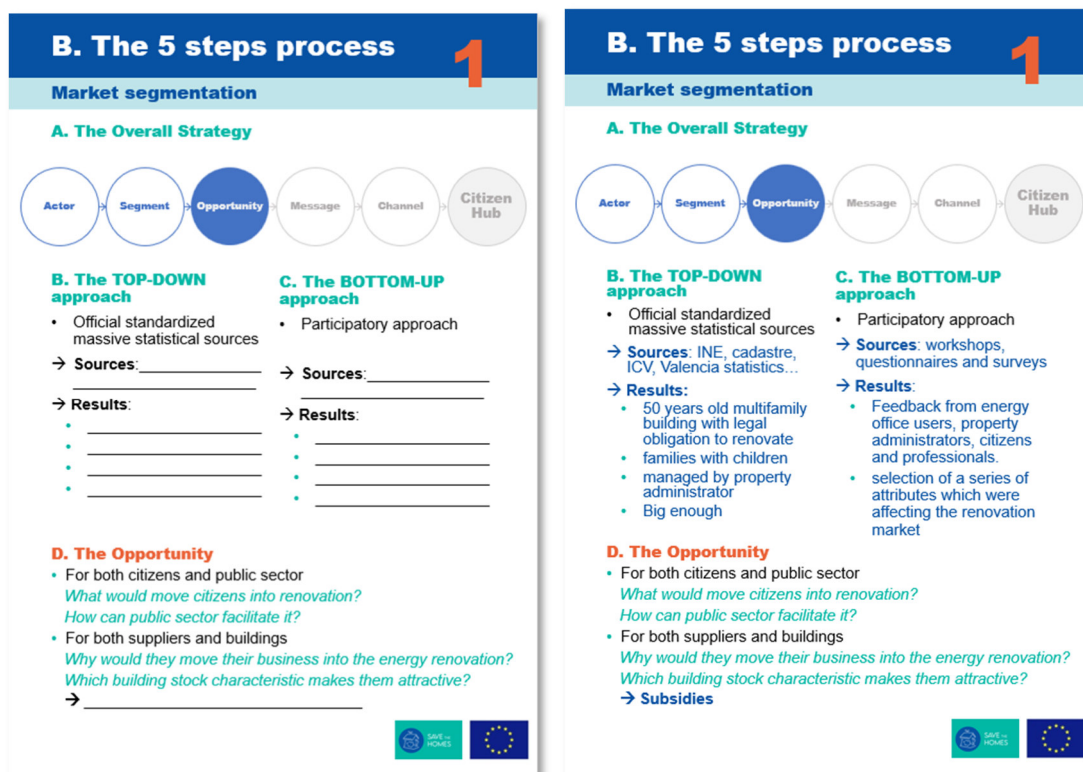 B. The 5 steps process
1
Market segmentation
A. The Overall Strategy
Actor
Segment
Opportunity
Message
Channel
Citizen
Hub
B. The TOP-DOWN
approach
• Official standardized
massive statistical sources
→ Sources:
→ Results:
C. The BOTTOM-UP
approach
• Participatory approach
→ Sources:
→ Results:
D. The Opportunity
• For both citizens and public sector
What would move citizens into renovation?
How can public sector facilitate it?
• For both suppliers and buildings
Why would they move their business into the energy renovation?
Which building stock characteristic makes them attractive?
→
SAVE THE
HOMES
B. The 5 steps process
1
Market segmentation
A. The Overall Strategy
Actor
Segment
Opportunity
Message
Channel
Citizen
Hub
B. The TOP-DOWN
approach
• Official standardized
massive statistical sources
→ Sources: INE, cadastre,
ICV, Valencia statistics...
→ Results:
• 50 years old multifamily
building with legal
obligation to renovate
• families with children
• managed by property
administrator
• Big enough
C. The BOTTOM-UP
approach
• Participatory approach
→ Sources: workshops,
questionnaires and surveys
→ Results:
• Feedback from energy
office users, property
administrators, citizens
and professionals.
• selection of a series of
attributes which were
affecting the renovation
market
D. The Opportunity
• For both citizens and public sector
What would move citizens into renovation?
How can public sector facilitate it?
• For both suppliers and buildings
Why would they move their business into the energy renovation?
Which building stock characteristic makes them attractive?
→ Subsidies
SAVE THE
HOMES